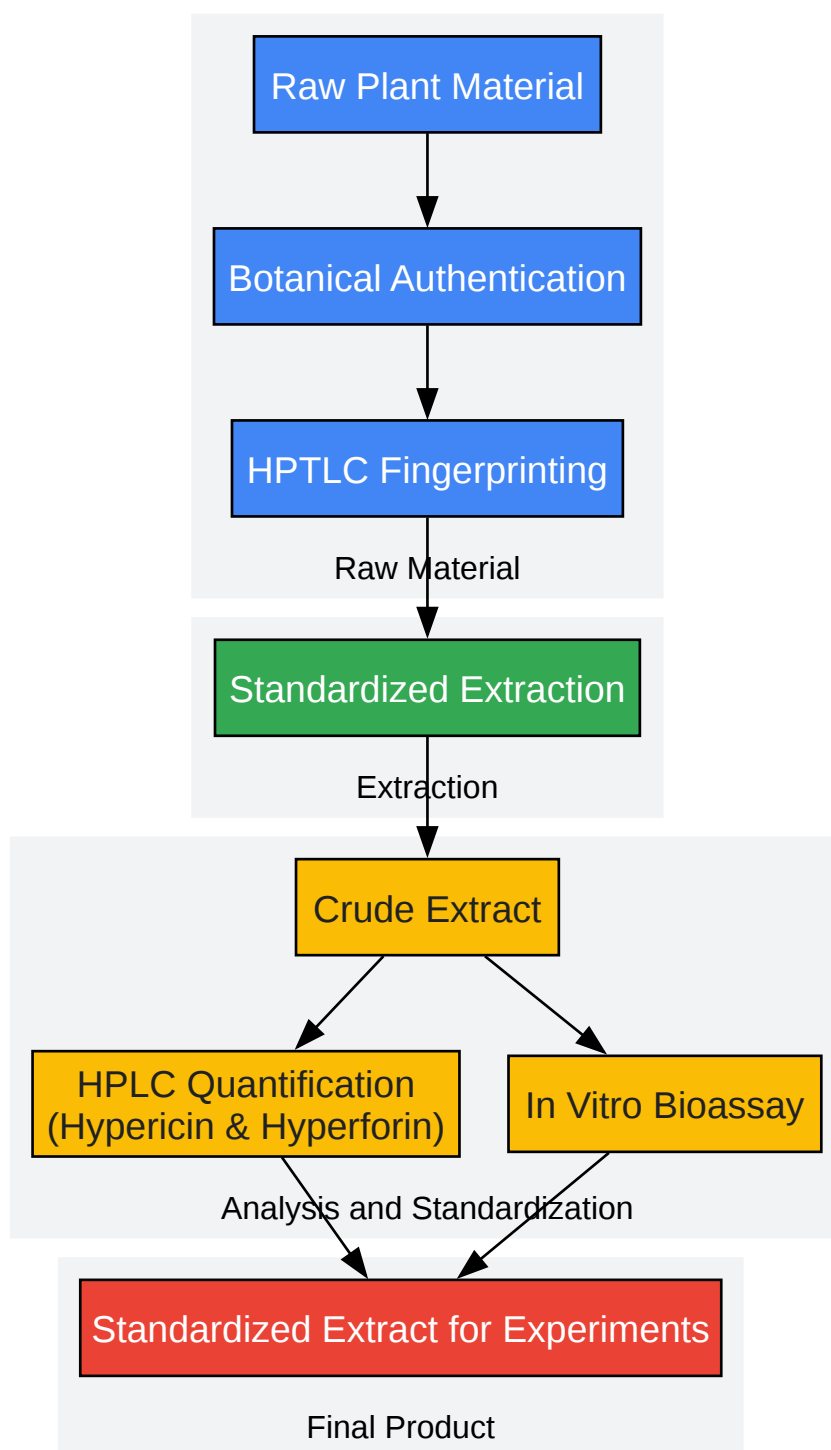 Raw Plant Material
Botanical Authentication
HPTLC Fingerprinting
Raw Material
Standardized Extraction
Extraction
Crude Extract
HPLC Quantification
(Hypericin & Hyperforin)
In Vitro Bioassay
Analysis and Standardization
Standardized Extract for Experiments
Final Product